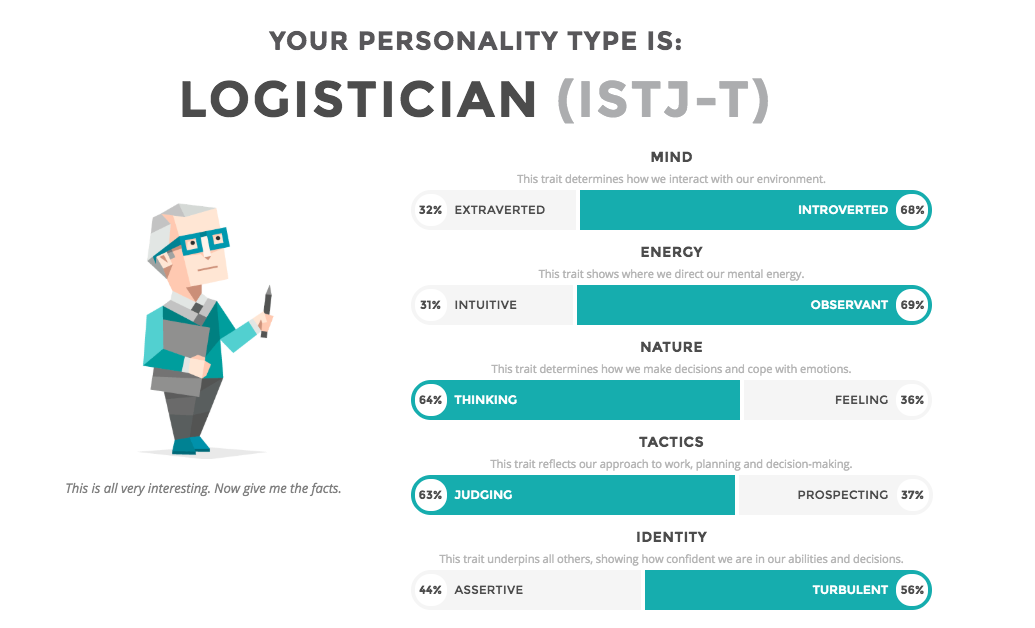 YOUR PERSONALITY TYPE IS:
LOGISTICIAN (ISTJ-T)
MIND
This trait determines how we interact with our environment.
32% EXTRAVERTED INTROVERTED 68%
ENERGY
This trait shows where we direct our mental energy.
31% INTUITIVE OBSERVANT 69%
NATURE
This trait determines how we make decisions and cope with emotions.
64% THINKING FEELING 36%
TACTICS
This trait reflects our approach to work, planning and decision-making.
63% JUDGING PROSPECTING 37%
IDENTITY
This trait underpins all others, showing how confident we are in our abilities and decisions.
44% ASSERTIVE TURBULENT 56%
This is all very interesting. Now give me the facts.